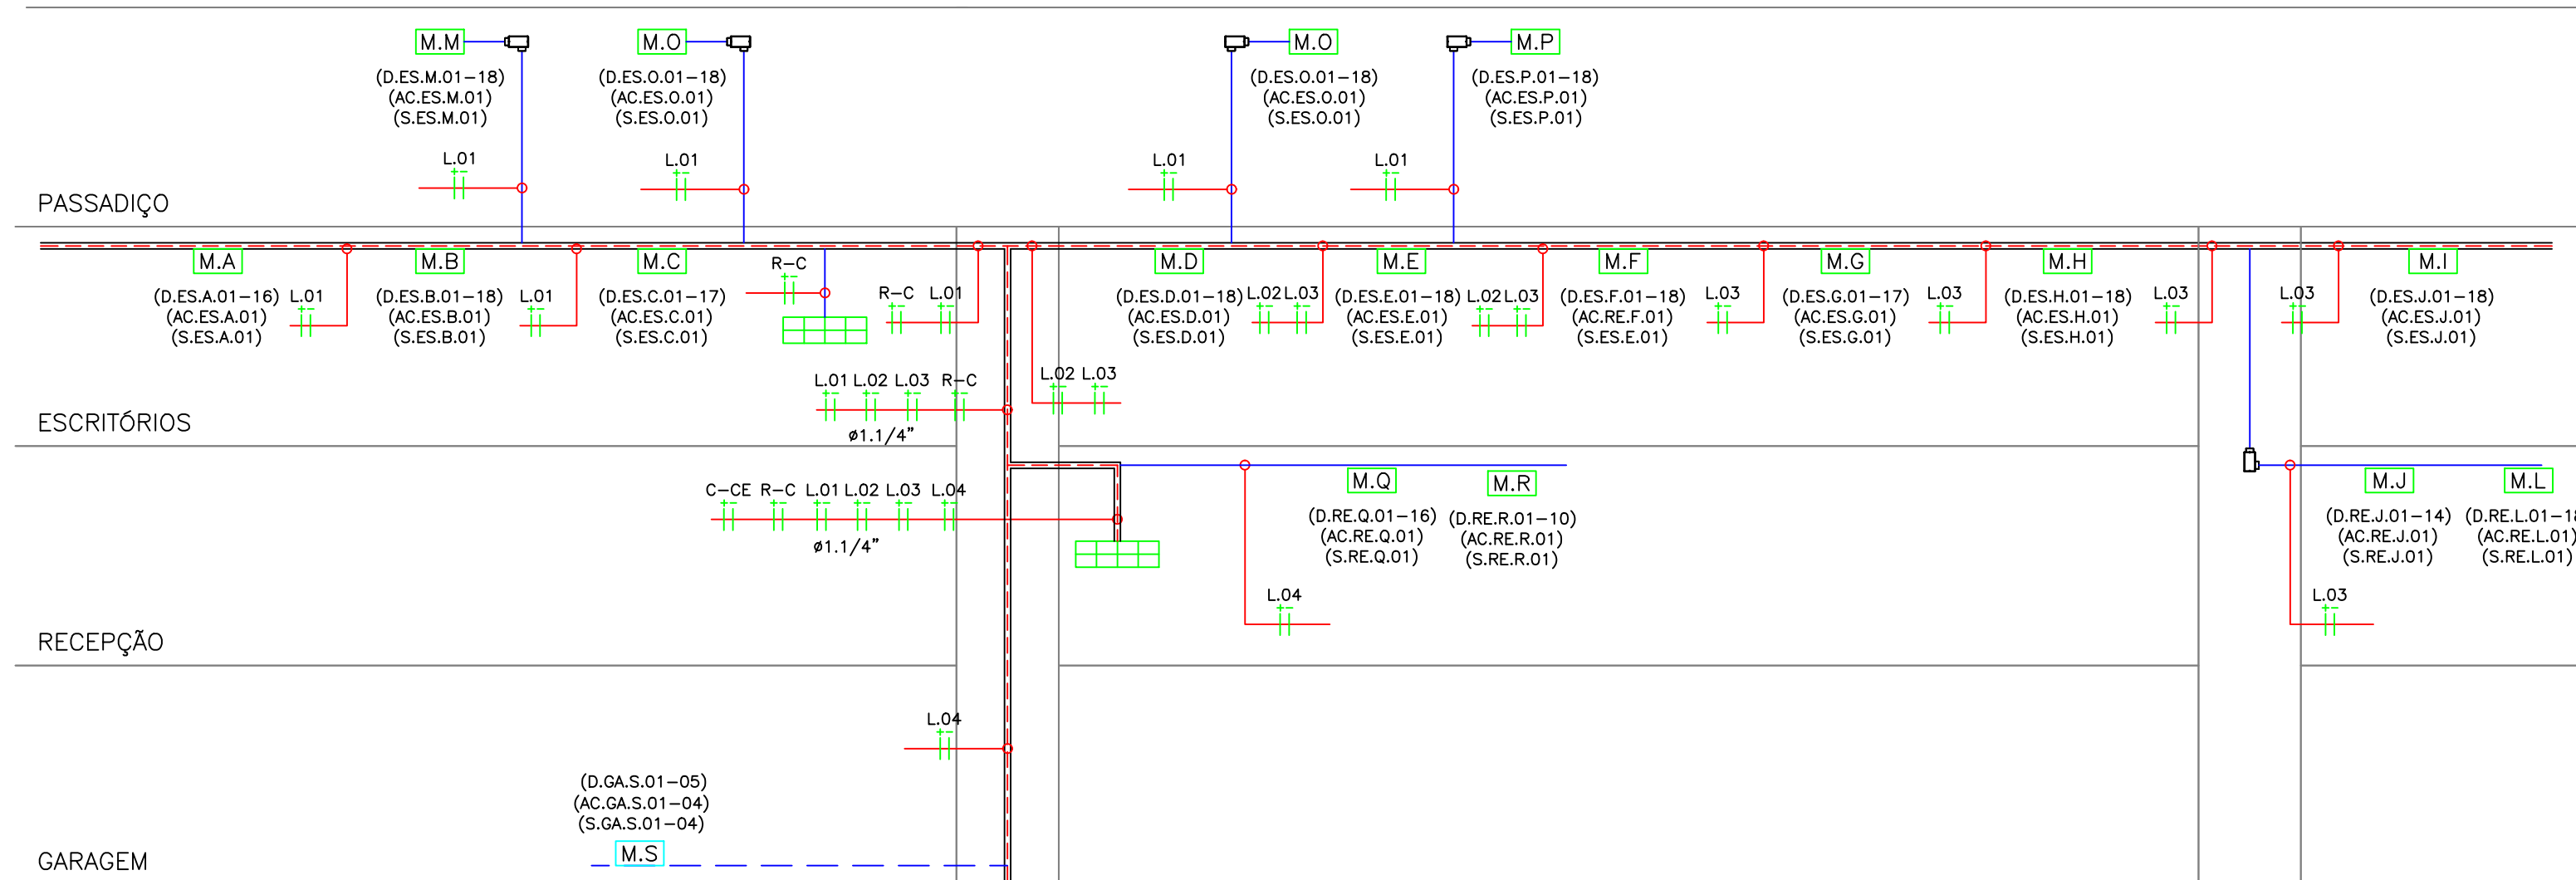 M.M
(D.ES.M.01-18)
(AC.ES.M.01)
(S.ES.M.01)
L.01
M.O
(D.ES.O.01-18)
(AC.ES.O.01)
(S.ES.O.01)
L.01
M.O
(D.ES.O.01-18)
(AC.ES.O.01)
(S.ES.O.01)
L.01
M.P
(D.ES.P.01-18)
(AC.ES.P.01)
(S.ES.P.01)
L.01
PASSADIÇO
M.A
(D.ES.A.01-16)
(AC.ES.A.01)
(S.ES.A.01)
L.01
M.B
(D.ES.B.01-18)
(AC.ES.B.01)
(S.ES.B.01)
L.01
M.C
(D.ES.C.01-17)
(AC.ES.C.01)
(S.ES.C.01)
R-C
R-C L.01
M.D
(D.ES.D.01-18)
(AC.ES.D.01)
(S.ES.D.01)
L.02 L.03
M.E
(D.ES.E.01-18)
(AC.ES.E.01)
(S.ES.E.01)
L.02 L.03
M.F
(D.ES.F.01-18)
(AC.RE.F.01)
(S.ES.E.01)
L.03
M.G
(D.ES.G.01-17)
(AC.ES.G.01)
(S.ES.G.01)
L.03
M.H
(D.ES.H.01-18)
(AC.ES.H.01)
(S.ES.H.01)
L.03
L.03
M.I
(D.ES.J.01-18)
(AC.ES.J.01)
(S.ES.J.01)
L.01 L.02 L.03 R-C
ø1.1/4"
L.02 L.03
ESCRITÓRIOS
C-CE R-C L.01 L.02 L.03 L.04
ø1.1/4"
M.Q
(D.RE.Q.01-16)
(AC.RE.Q.01)
(S.RE.Q.01)
M.R
(D.RE.R.01-10)
(AC.RE.R.01)
(S.RE.R.01)
L.04
M.J
(D.RE.J.01-14)
(AC.RE.J.01)
(S.RE.J.01)
M.L
(D.RE.L.01-18
(AC.RE.L.01)
(S.RE.L.01)
L.03
RECEPÇÃO
L.04
(D.GA.S.01-05)
(AC.GA.S.01-04)
(S.GA.S.01-04)
M.S
GARAGEM